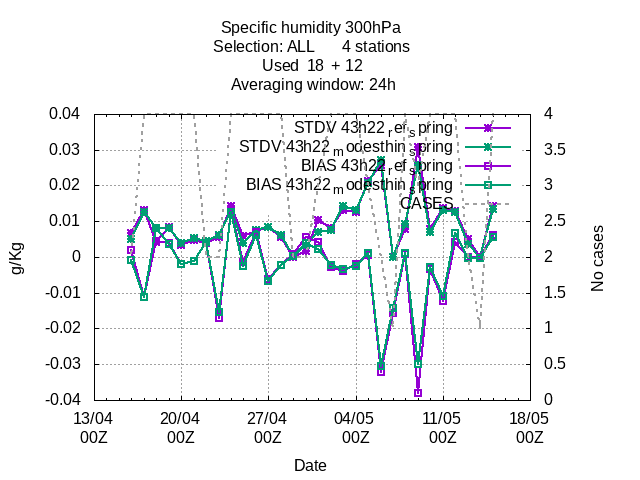 Specific humidity 300hPa
Selection: ALL 4 stations
Used 18 + 12
Averaging window: 24h
0.04 4
STDV 43h22_ref_spring
0.03 3.5
STDV 43h22_modesthin_spring
BIAS 43h22_ref_spring
0.02 3
BIAS 43h22_modesthin_spring
CASES
0.01 2.5
0 2
-0.01 1.5
-0.02 1
-0.03 0.5
-0.04 0
g/Kg
No cases
13/04 20/04 27/04 04/05 11/05 18/05
00Z 00Z 00Z 00Z 00Z 00Z
Date